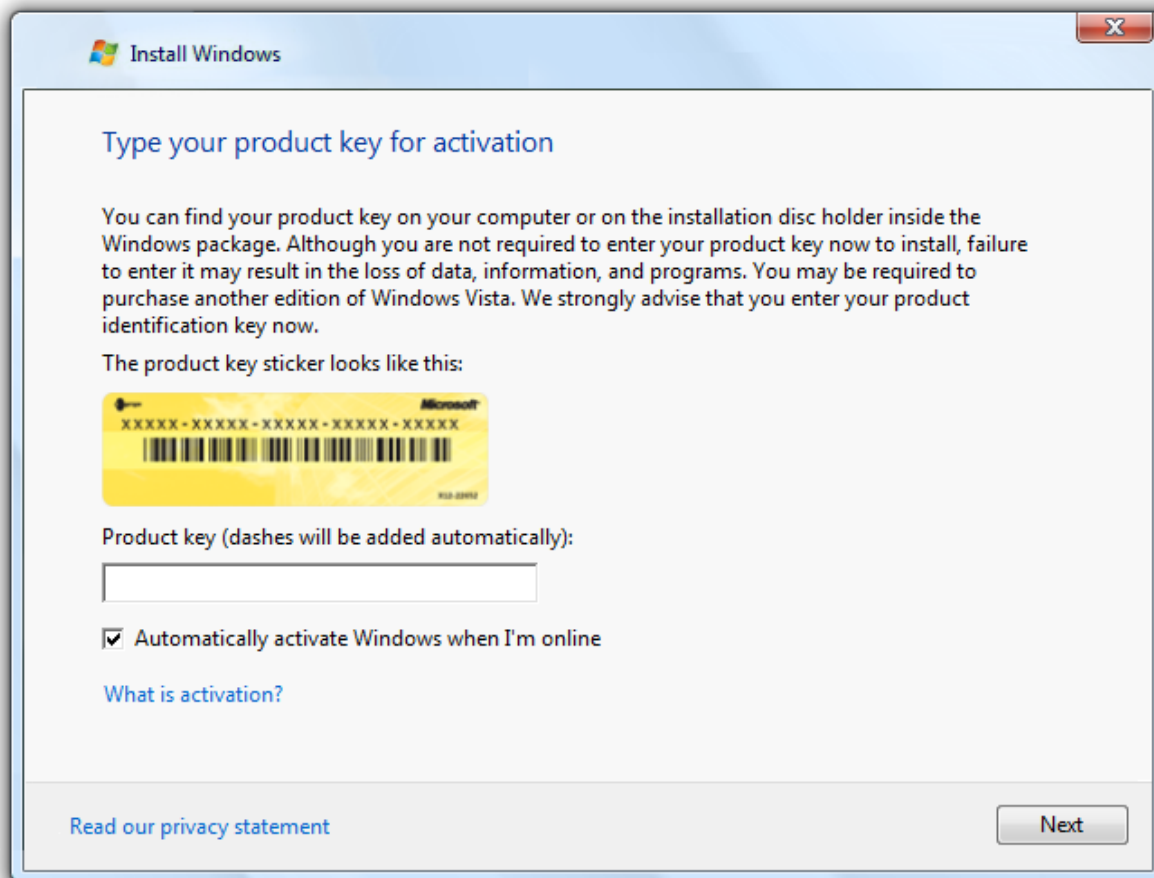 Install Windows
Type your product key for activation
You can find your product key on your computer or on the installation disc holder inside the
Windows package. Although you are not required to enter your product key now to install, failure
to enter it may result in the loss of data, information, and programs. You may be required to
purchase another edition of Windows Vista. We strongly advise that you enter your product
identification key now.
The product key sticker looks like this:
Microsoft
XXXXX-XXXXX-XXXXX-XXXXX-XXXXX
Product key (dashes will be added automatically):
Automatically activate Windows when I'm online
What is activation?
Read our privacy statement
Next